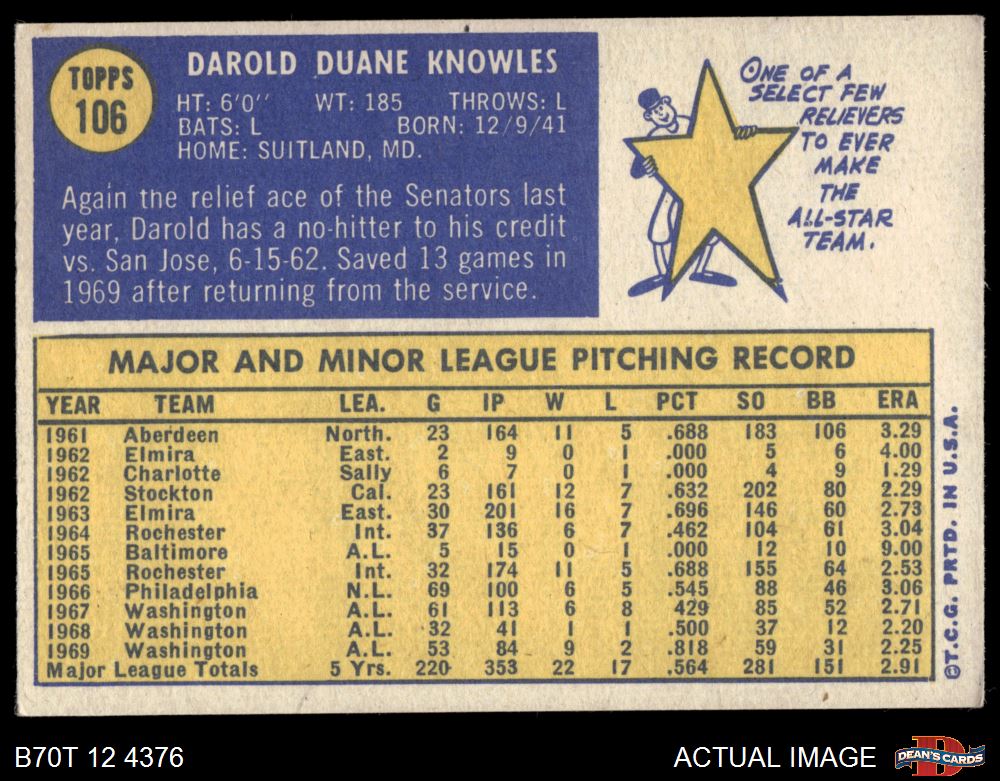 TOPPS
106
DAROLD DUANE KNOWLES
HT: 6'0'' WT: 185 THROWS: L
BATS: L BORN: 12/9/41
HOME: SUITLAND, MD.
Again the relief ace of the Senators last
year, Darold has a no-hitter to his credit
vs. San Jose, 6-15-62. Saved 13 games in
1969 after returning from the service.
ONE OF A
SELECT FEW
RELIEVERS
TO EVER
MAKE
THE
ALL-STAR
TEAM.
MAJOR AND MINOR LEAGUE PITCHING RECORD
YEAR TEAM LEA. G IP W L PCT SO BB ERA
1961 Aberdeen North. 23 164 11 5 .688 183 106 3.29
1962 Elmira East. 2 9 0 1 .000 5 6 4.00
1962 Charlotte Sally 6 7 0 1 .000 4 9 1.29
1962 Stockton Cal. 23 161 12 7 .632 202 80 2.29
1963 Elmira East. 30 201 16 7 .696 146 60 2.73
1964 Rochester Int. 37 136 6 7 .462 104 61 3.04
1965 Baltimore A.L. 5 15 0 1 .000 12 10 9.00
1965 Rochester Int. 32 174 11 5 .688 155 64 2.53
1966 Philadelphia N.L. 69 100 6 5 .545 88 46 3.06
1967 Washington A.L. 61 113 6 8 429 85 52 2.71
1968 Washington A.L. 32 41 1 1 .500 37 12 2.20
1969 Washington A.L. 53 84 9 2 .818 59 31 2.25
Major League Totals 5 Yrs. 220 353 22 17 .564 281 151 2.91
©T.C.G. PRTD. IN U.S.A.
B70T 12 4376
ACTUAL IMAGE
D
DEAN'S CARDS